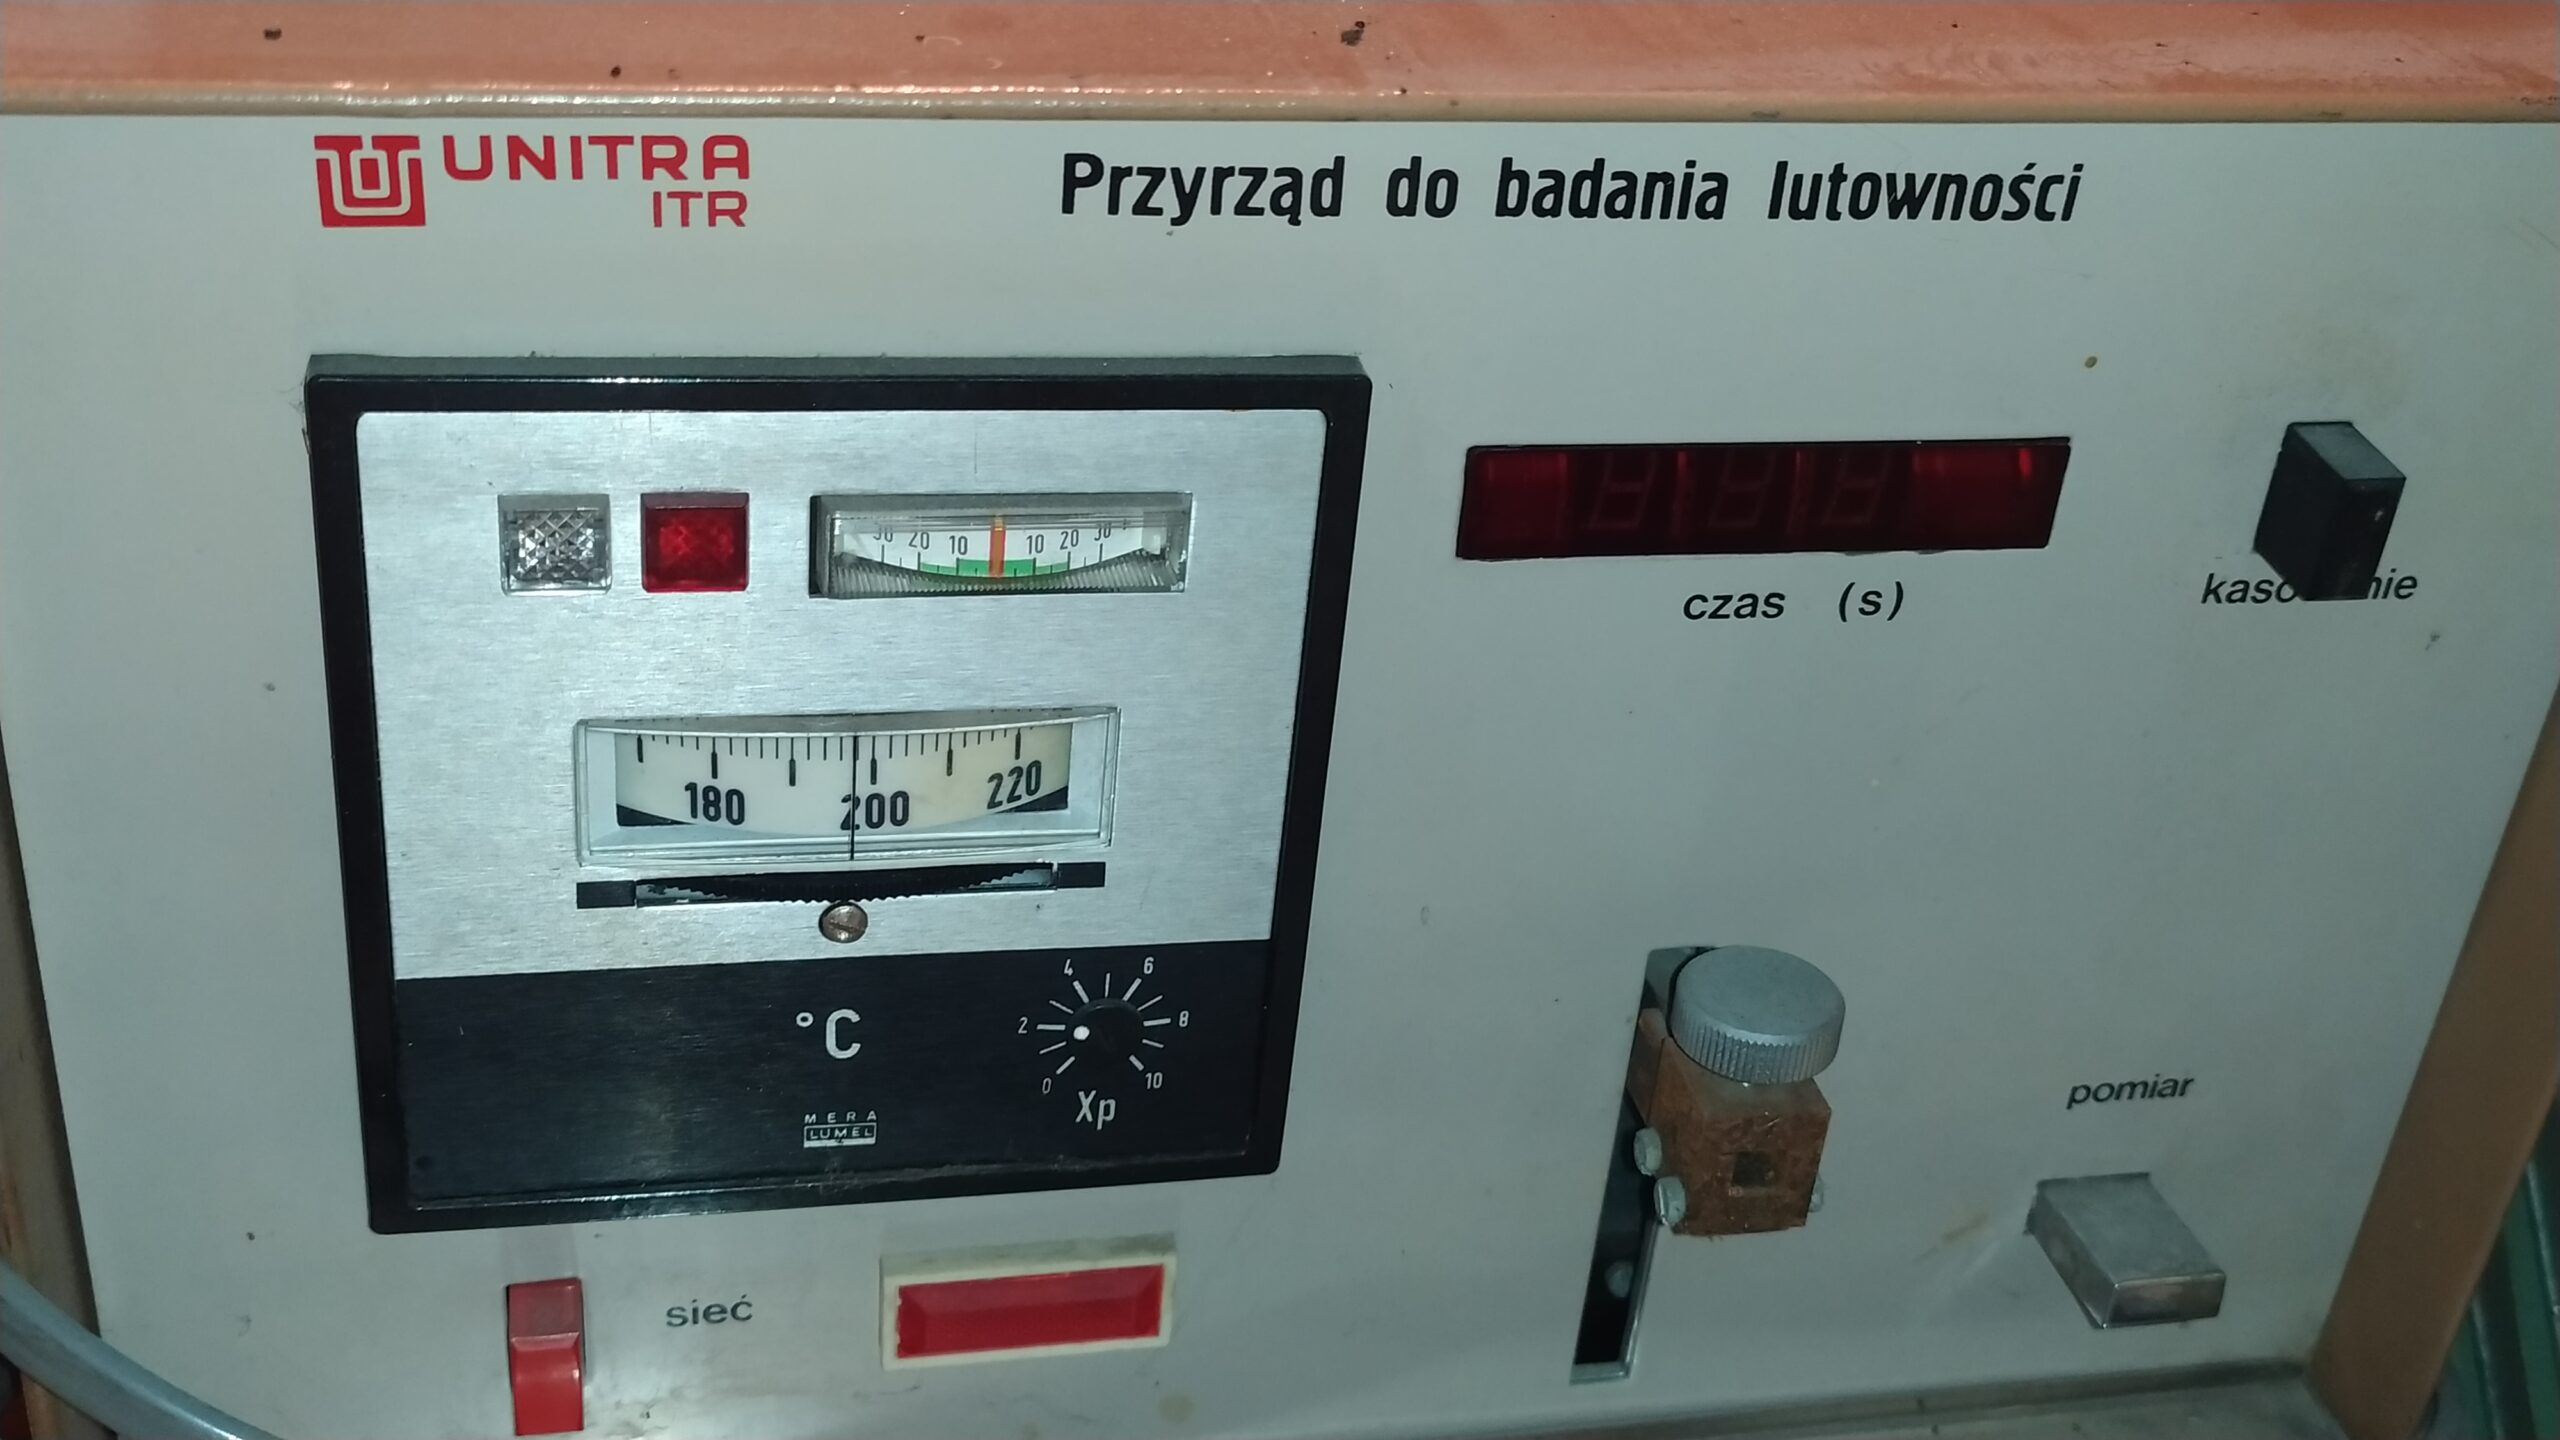 UNITRA
ITR
Przyrząd do badania lutowności
30 20 10 10 20 30
czas (s)
180 200 220
4 6
2 8
0 10
°C
Xp
MERA
LUMEL
pomiar
sieć